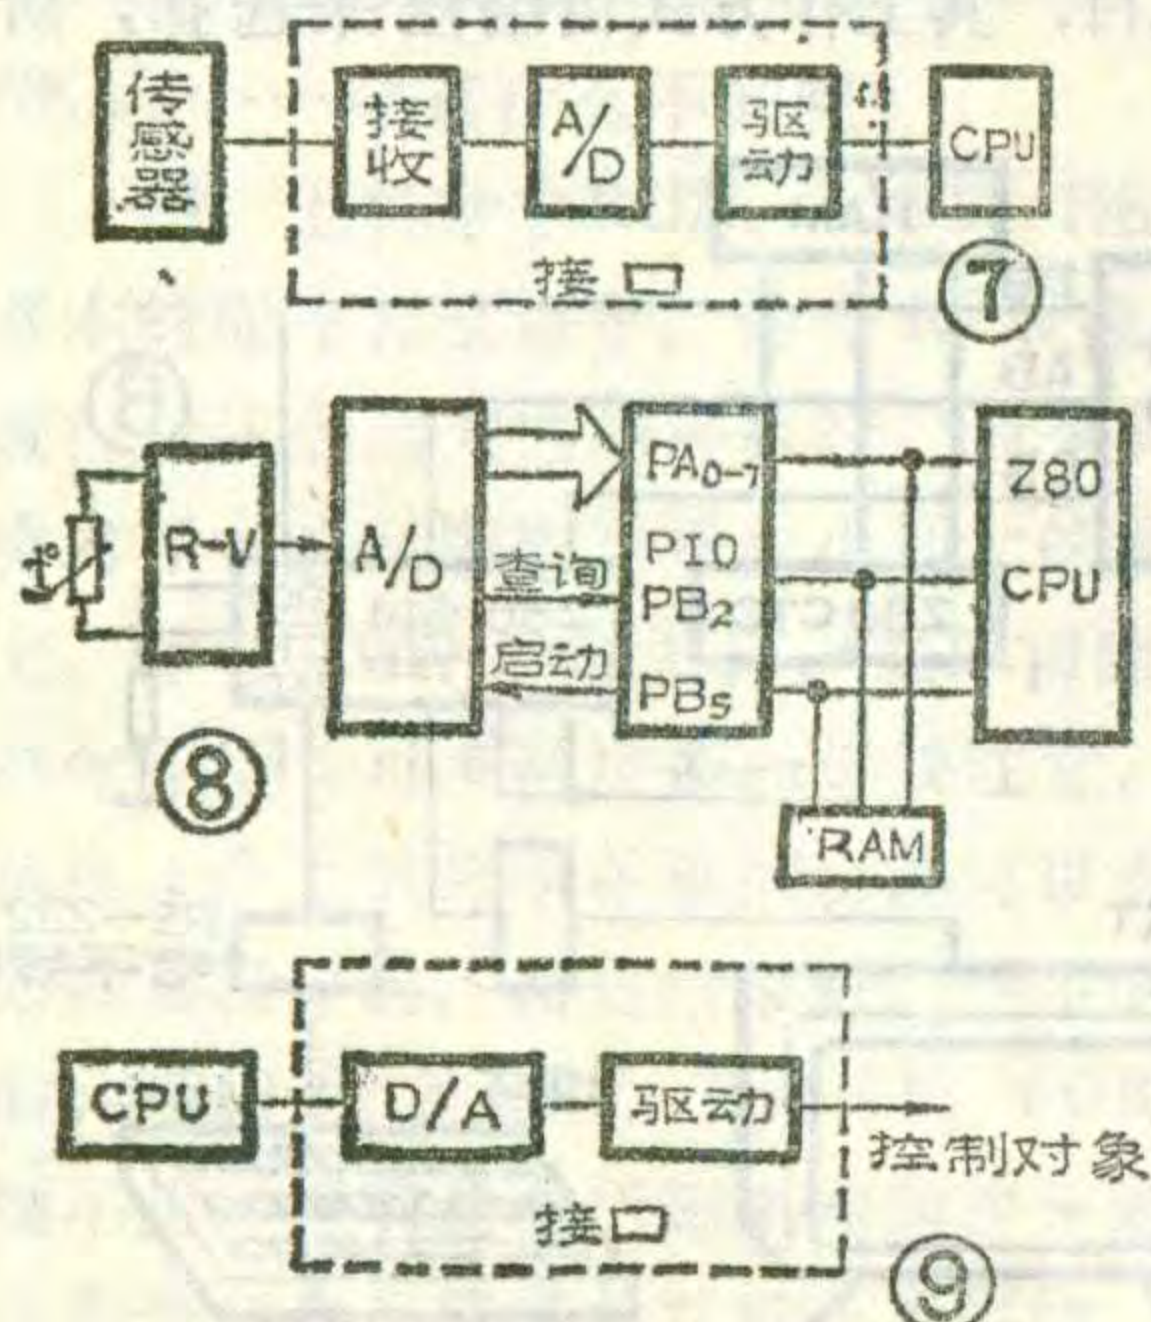 传感器
接收
A/D
驱动
CPU
接口
⑦
t°
R-V
A/D
查询
启动
PA0-7
PIO
PB2
PB5
Z80
CPU
RAM
⑧
CPU
D/A
驱动
控制对象
接口
⑨